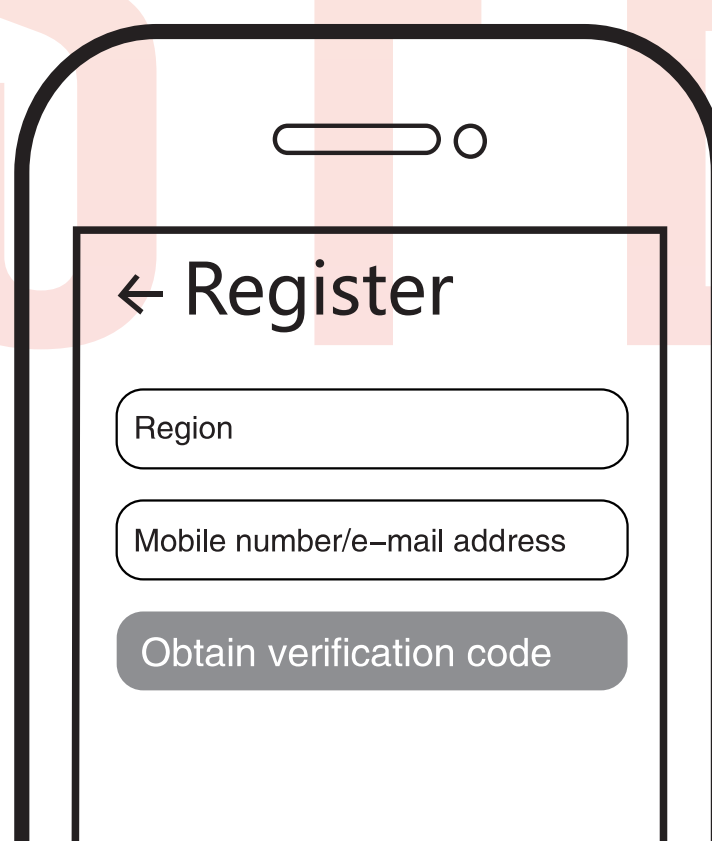 ← Register
Region
Mobile number/e–mail address
Obtain verification code